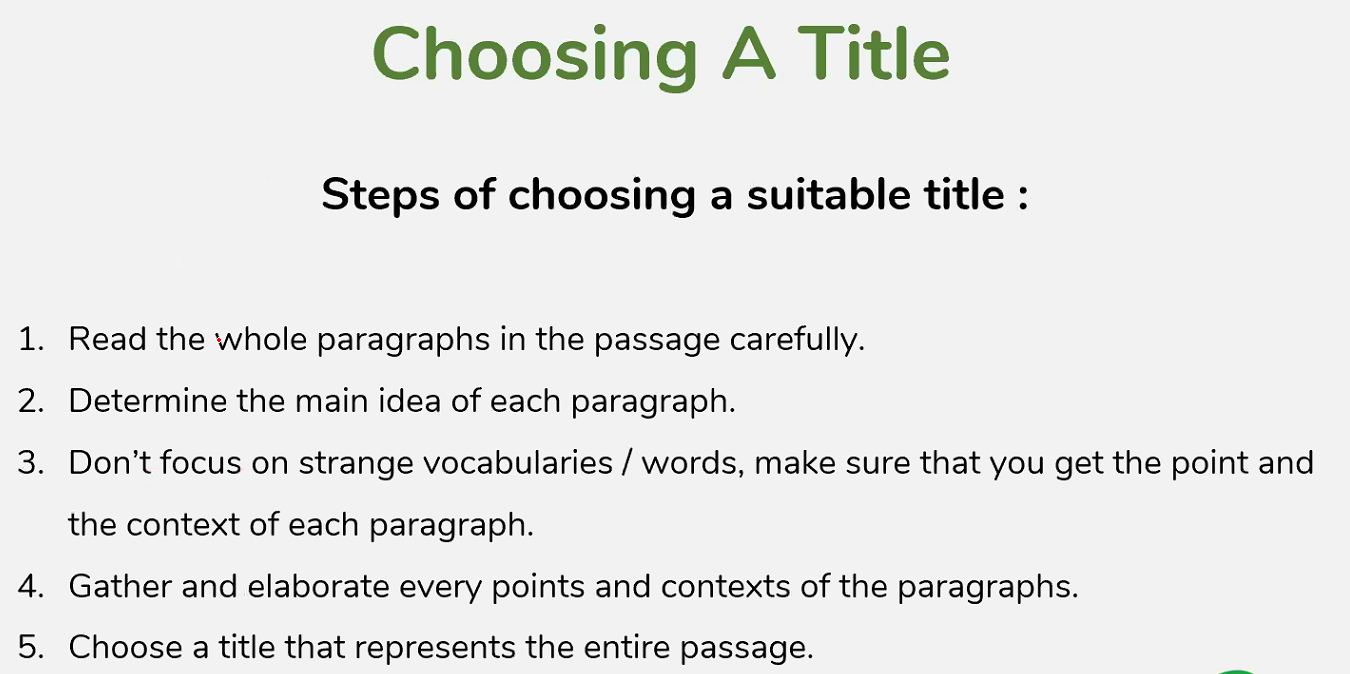 Choosing A Title
Steps of choosing a suitable title :
1. Read the whole paragraphs in the passage carefully.
2. Determine the main idea of each paragraph.
3. Don’t focus on strange vocabularies / words, make sure that you get the point and
the context of each paragraph.
4. Gather and elaborate every points and contexts of the paragraphs.
5. Choose a title that represents the entire passage.